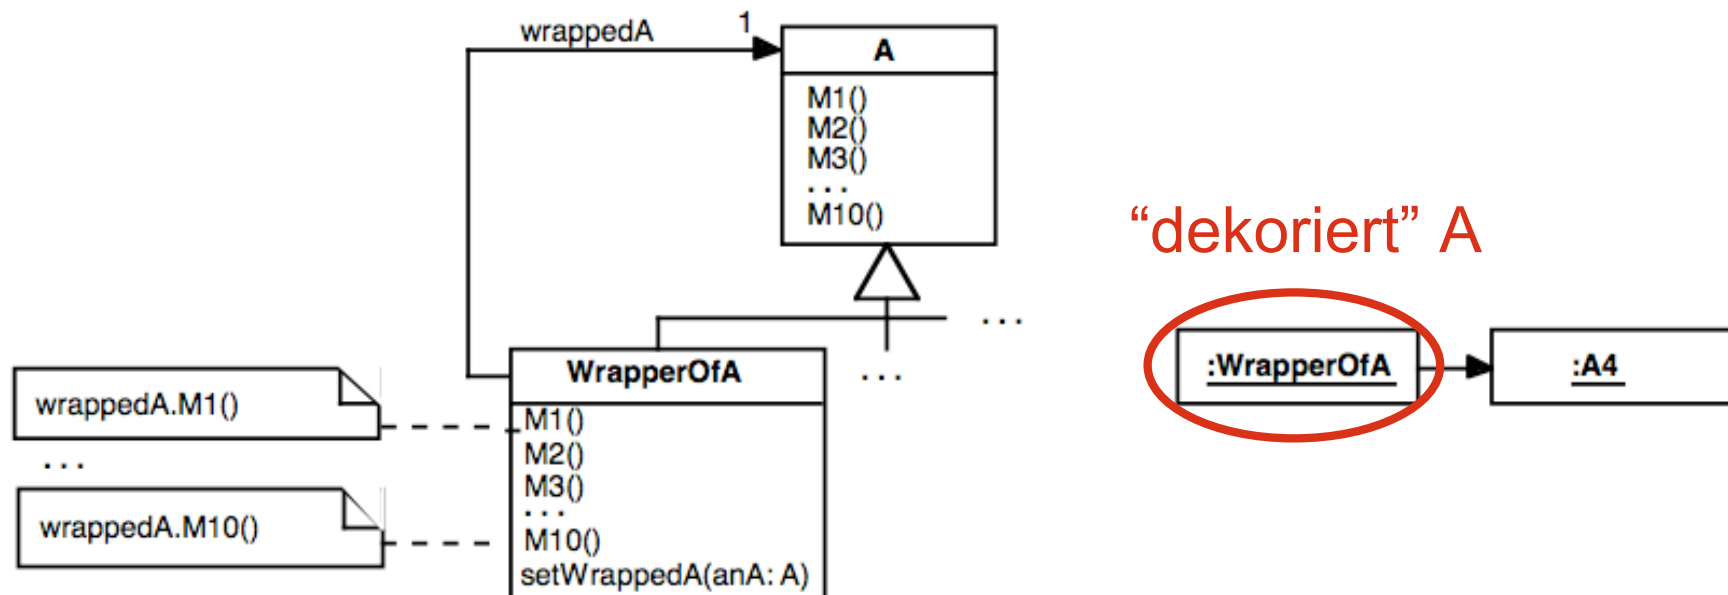 wrappedA
1
A
M1()
M2()
M3()
...
M10()
“dekoriert” A
...
WrapperOfA
...
:WrapperOfA
:A4
wrappedA.M1()
...
wrappedA.M10()
M1()
M2()
M3()
...
M10()
setWrappedA(anA: A)